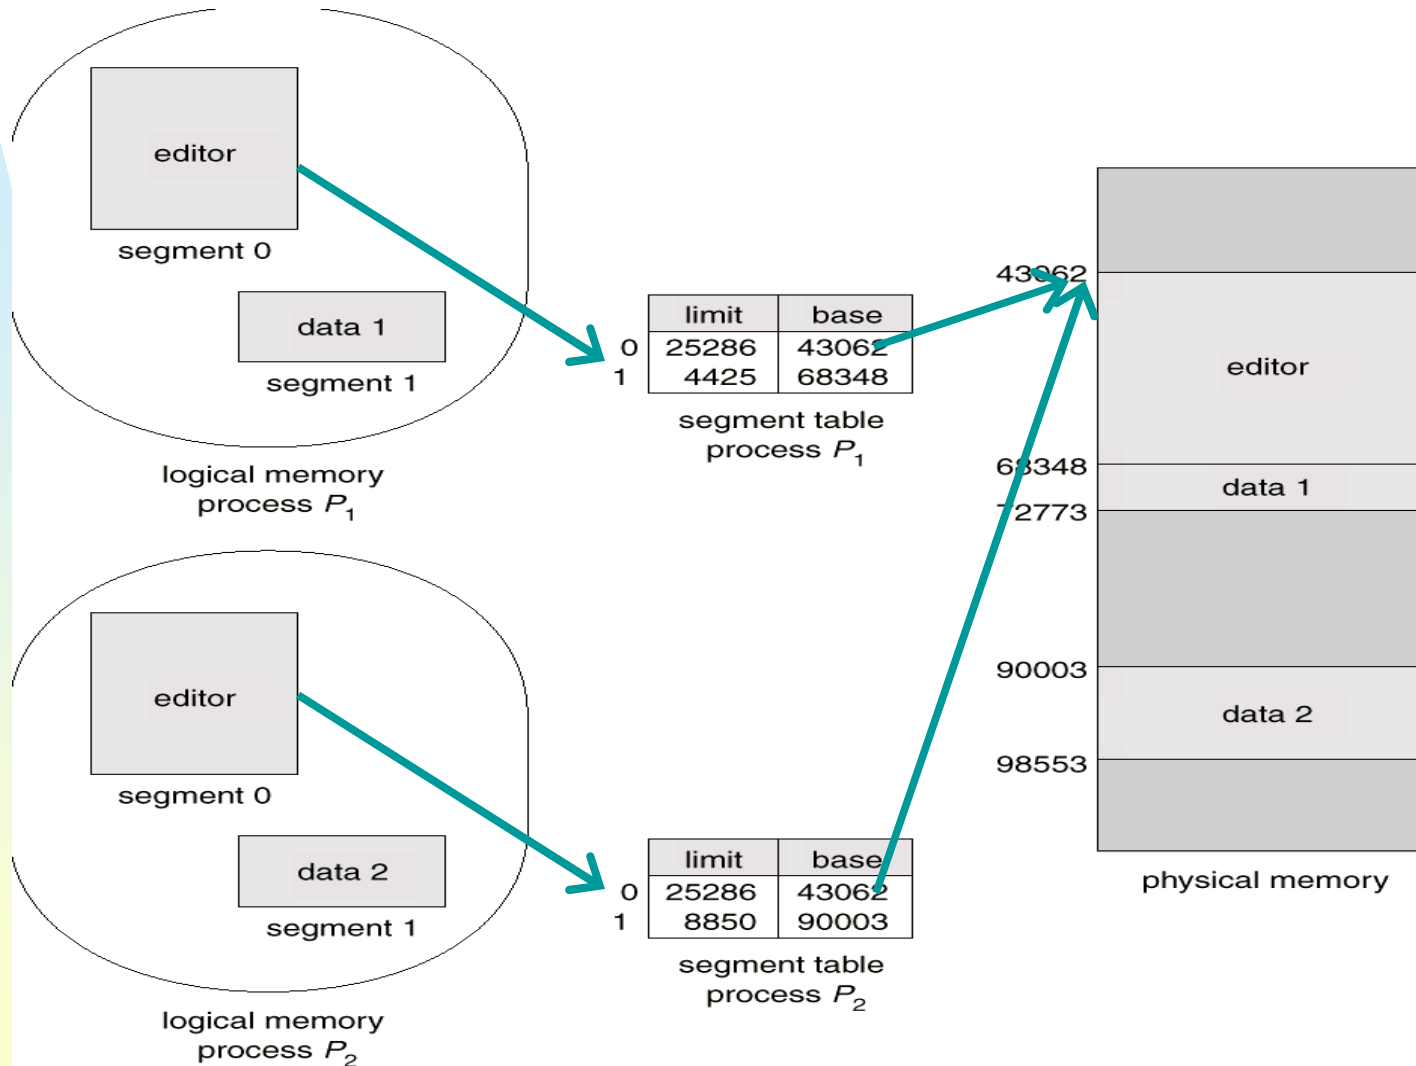 editor
segment 0
data 1
segment 1
logical memory
process P1
limit base
0 25286 43062
1 4425 68348
segment table
process P1
editor
segment 0
data 2
segment 1
logical memory
process P2
limit base
0 25286 43062
1 8850 90003
segment table
process P2
43062
editor
68348
data 1
72773
90003
data 2
98553
physical memory